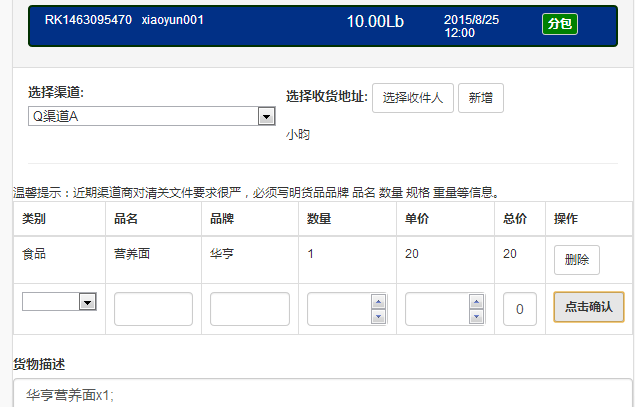 RK1463095470 xiaoyun001 10.00Lb 2015/8/25 12:00 分包
选择渠道:
Q渠道A
选择收货地址: 选择收件人 新增
小昀
温馨提示：近期渠道商对清关文件要求很严，必须写明货品品牌 品名 数量 规格 重量等信息。
类别 品名 品牌 数量 单价 总价 操作
食品 营养面 华亨 1 20 20 删除
0 点击确认
货物描述
华亨营养面x1;